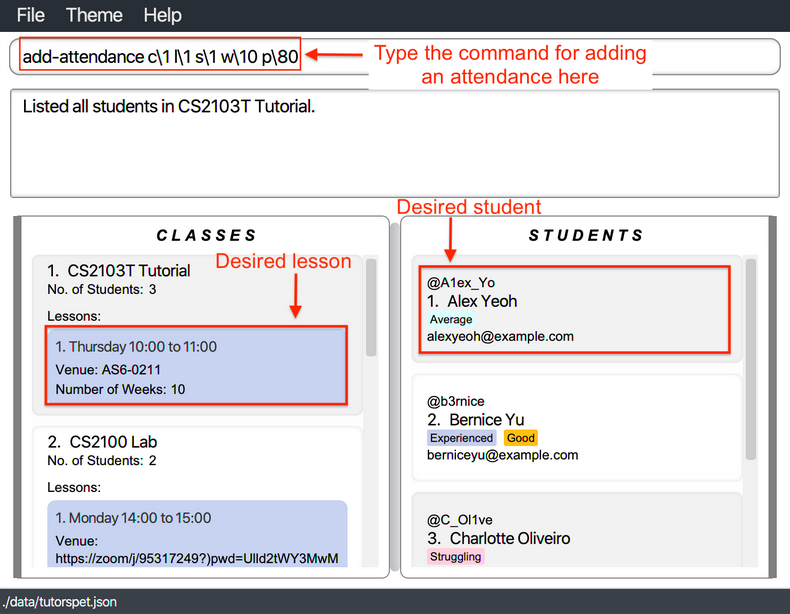 File Theme Help
add-attendance c\1 l\1 s\1 w\10 p\80
Type the command for adding
an attendance here
Listed all students in CS2103T Tutorial.
CLASSES
1. CS2103T Tutorial
No. of Students: 3
Desired lesson
Lessons:
1. Thursday 10:00 to 11:00
Venue: AS6-0211
Number of Weeks: 10
2. CS2100 Lab
No. of Students: 2
Lessons:
1. Monday 14:00 to 15:00
Venue:
https://zoom/j/95317249?)pwd=Ulld2tWY3MwM
Desired student
STUDENTS
@A1ex_Yo
1. Alex Yeoh
Average
alexyeoh@example.com
@b3rnice
2. Bernice Yu
Experienced Good
berniceyu@example.com
@C_Ol1ve
3. Charlotte Oliveiro
Struggling
./data/tutorspet.json